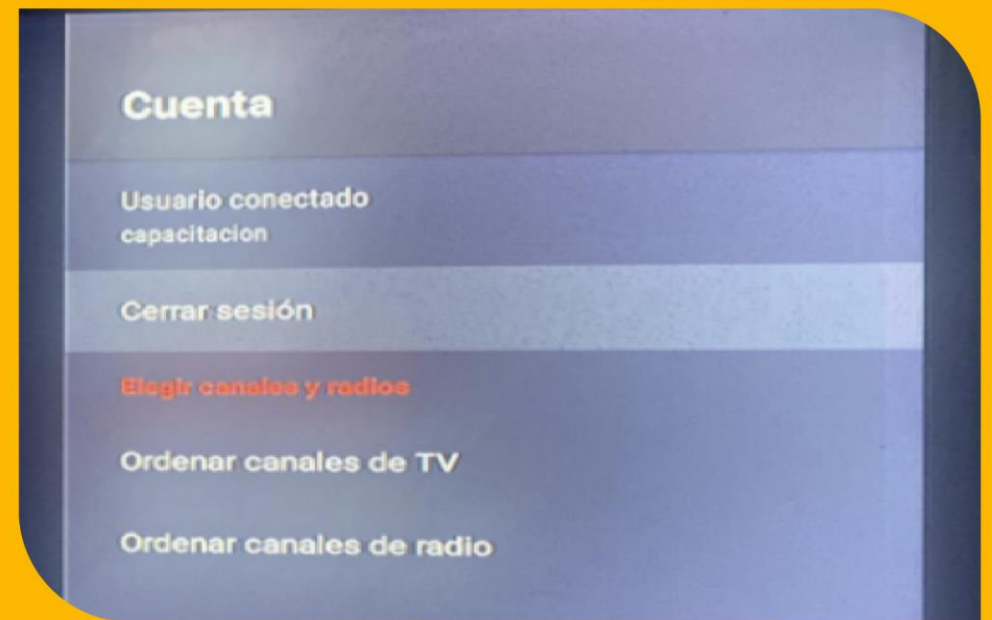 Cuenta
Usuario conectado
capacitacion
Cerrar sesión
Elegir canales y radios
Ordenar canales de TV
Ordenar canales de radio